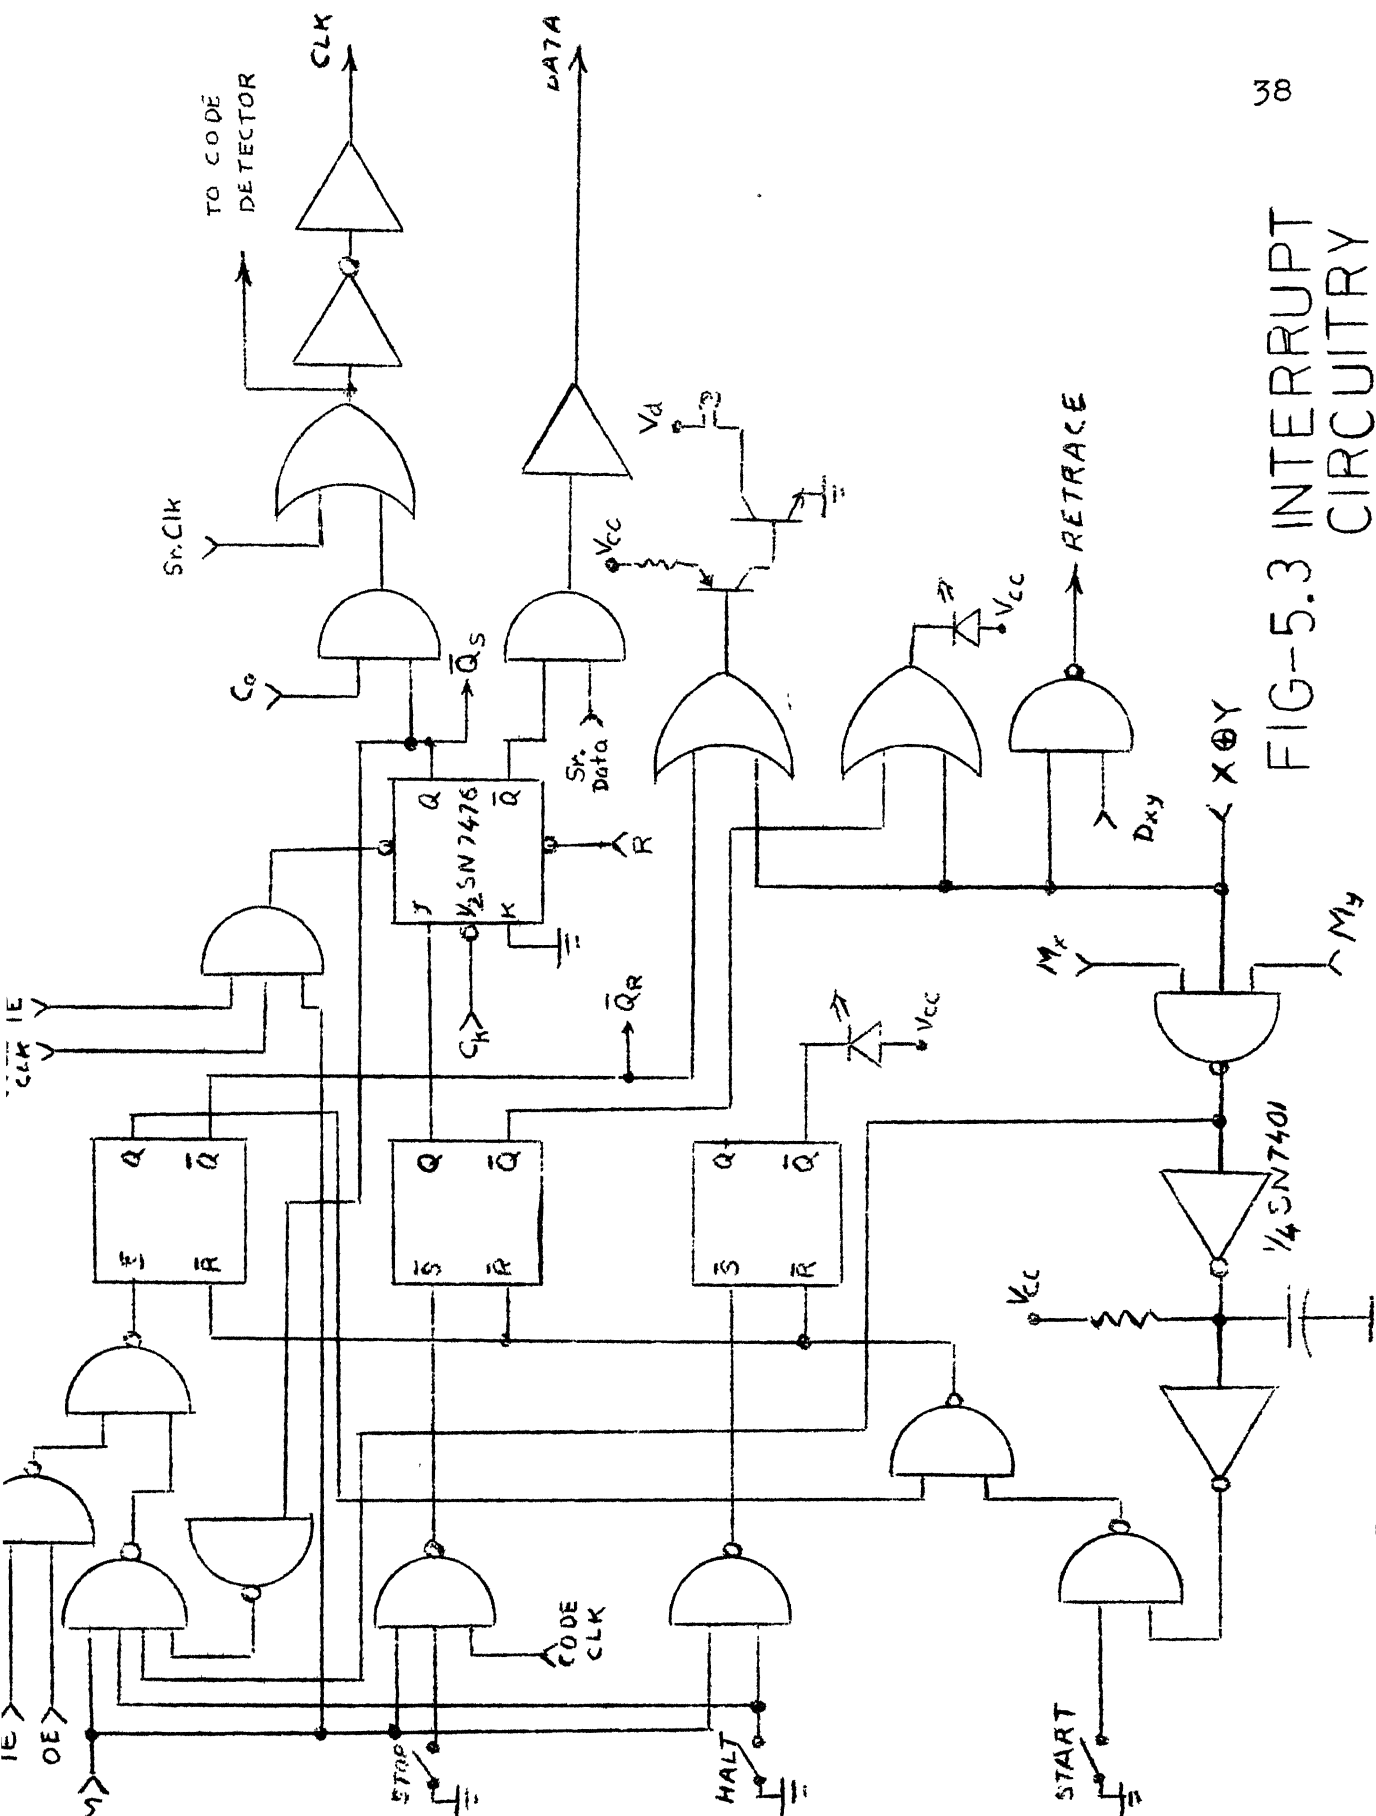 38
FIG-5.3 INTERRUPT
CIRCUITRY
CLK
TO CODE
DETECTOR
DATA
Sr.Clk
C₀
Q̅S
Sr.
Data
Vd
Vcc
Vcc
RETRACE
Dxy
X⊕Y
Mx
My
IE
CLK
Q
Q̅
J
½ SN7476
K
CK
R
Q̅R
Vcc
Q
Q̅
R̅
Q
Q̅
S̅
R̅
Q
Q̅
S̅
R̅
¼ SN7401
Vcc
IE
OE
CODE
CLK
STOP
HALT
START